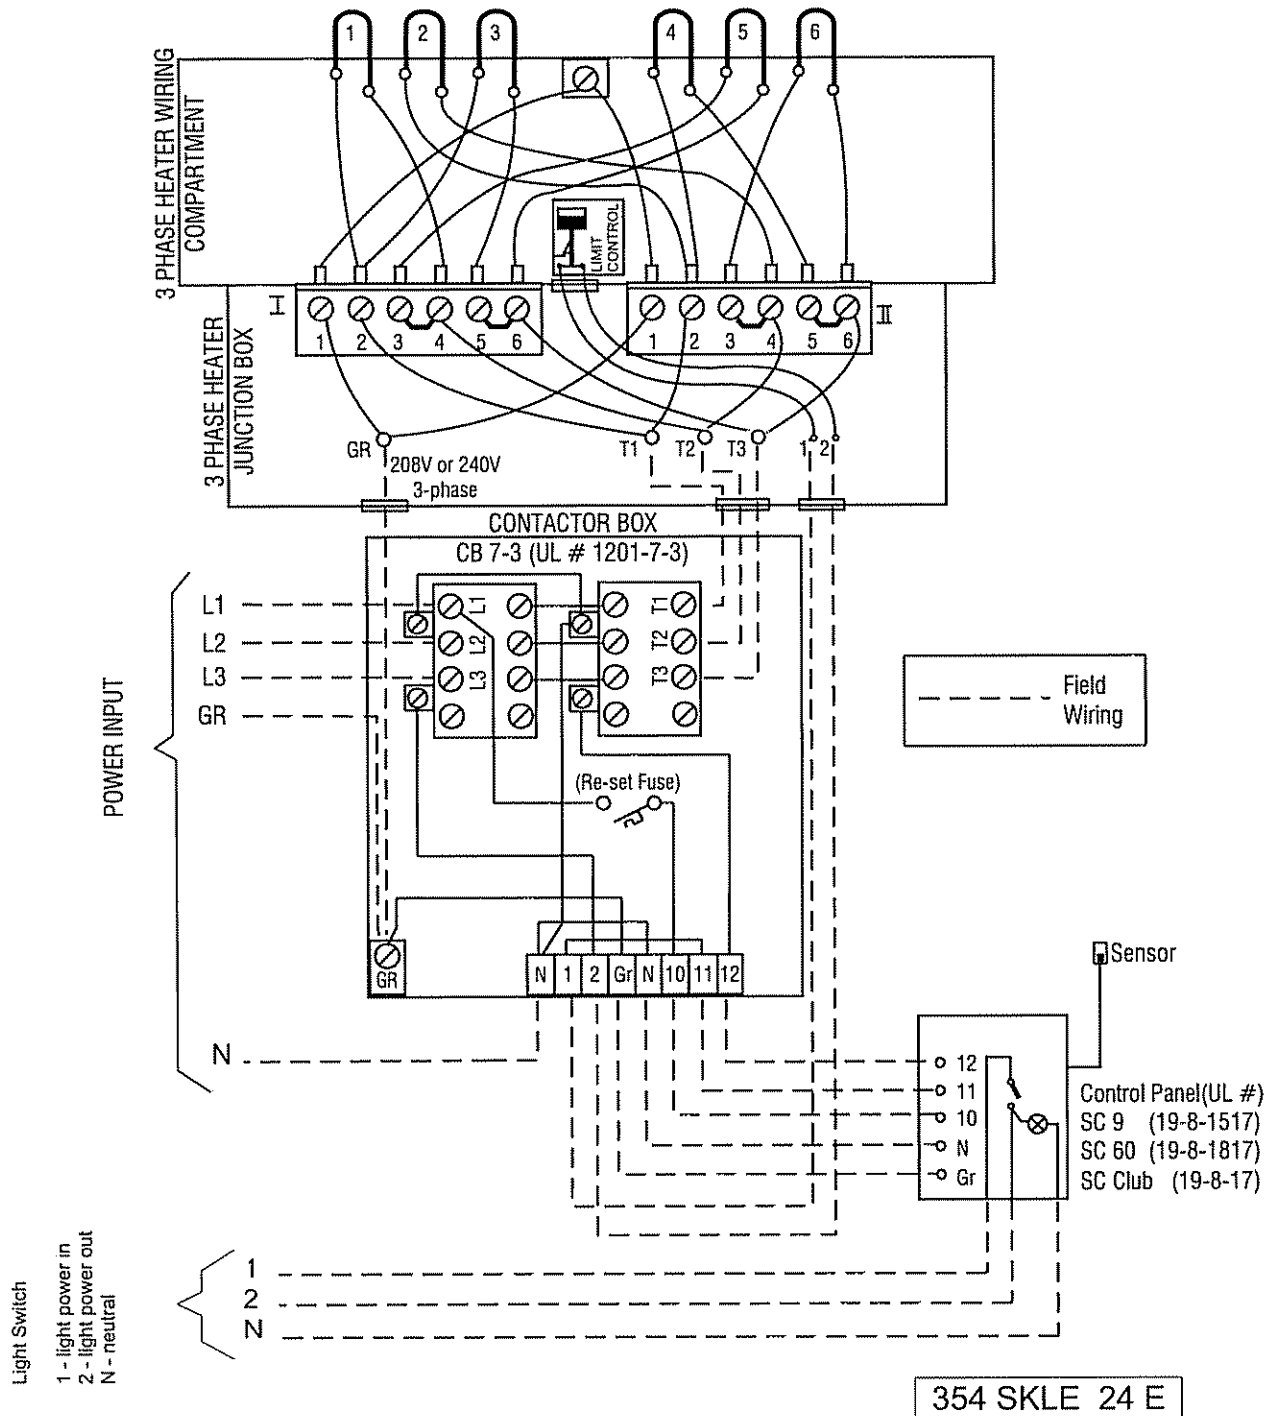 1 2 3 4 5 6
3 PHASE HEATER WIRING
COMPARTMENT
LIMIT
CONTROL
I
1 2 3 4 5 6
1 2 3 4 5 6
II
3 PHASE HEATER
JUNCTION BOX
GR
T1 T2 T3 1 2
208V or 240V
3-phase
CONTACTOR BOX
CB 7-3 (UL # 1201-7-3)
POWER INPUT
L1
L2
L3
GR
L1
L2
L3
T1
T2
T3
Field
Wiring
(Re-set Fuse)
GR
N 1 2 Gr N 10 11 12
N
Sensor
12
11
10
N
Gr
Control Panel(UL #)
SC 9 (19-8-1517)
SC 60 (19-8-1817)
SC Club (19-8-17)
Light Switch
1 - light power in
2 - light power out
N - neutral
1
2
N
354 SKLE 24 E